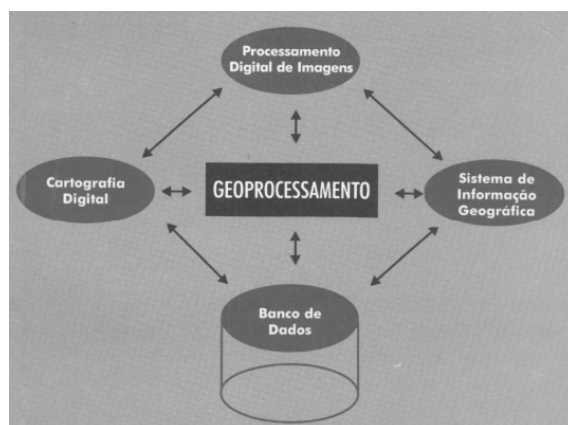 Processamento
Digital de Imagens
Cartografia
Digital
GEOPROCESSAMENTO
Sistema de
Informação
Geográfica
Banco de
Dados